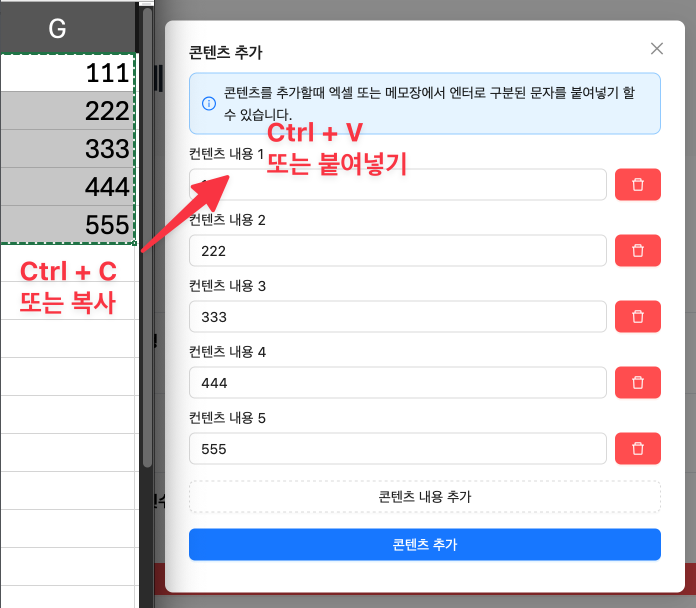 G
111
222
333
444
555
Ctrl + C
또는 복사
콘텐츠 추가
콘텐츠를 추가할때 엑셀 또는 메모장에서 엔터로 구분된 문자를 붙여넣기 할
수 있습니다.
Ctrl + V
또는 붙여넣기
컨텐츠 내용 1
컨텐츠 내용 2
222
컨텐츠 내용 3
333
컨텐츠 내용 4
444
컨텐츠 내용 5
555
콘텐츠 내용 추가
콘텐츠 추가